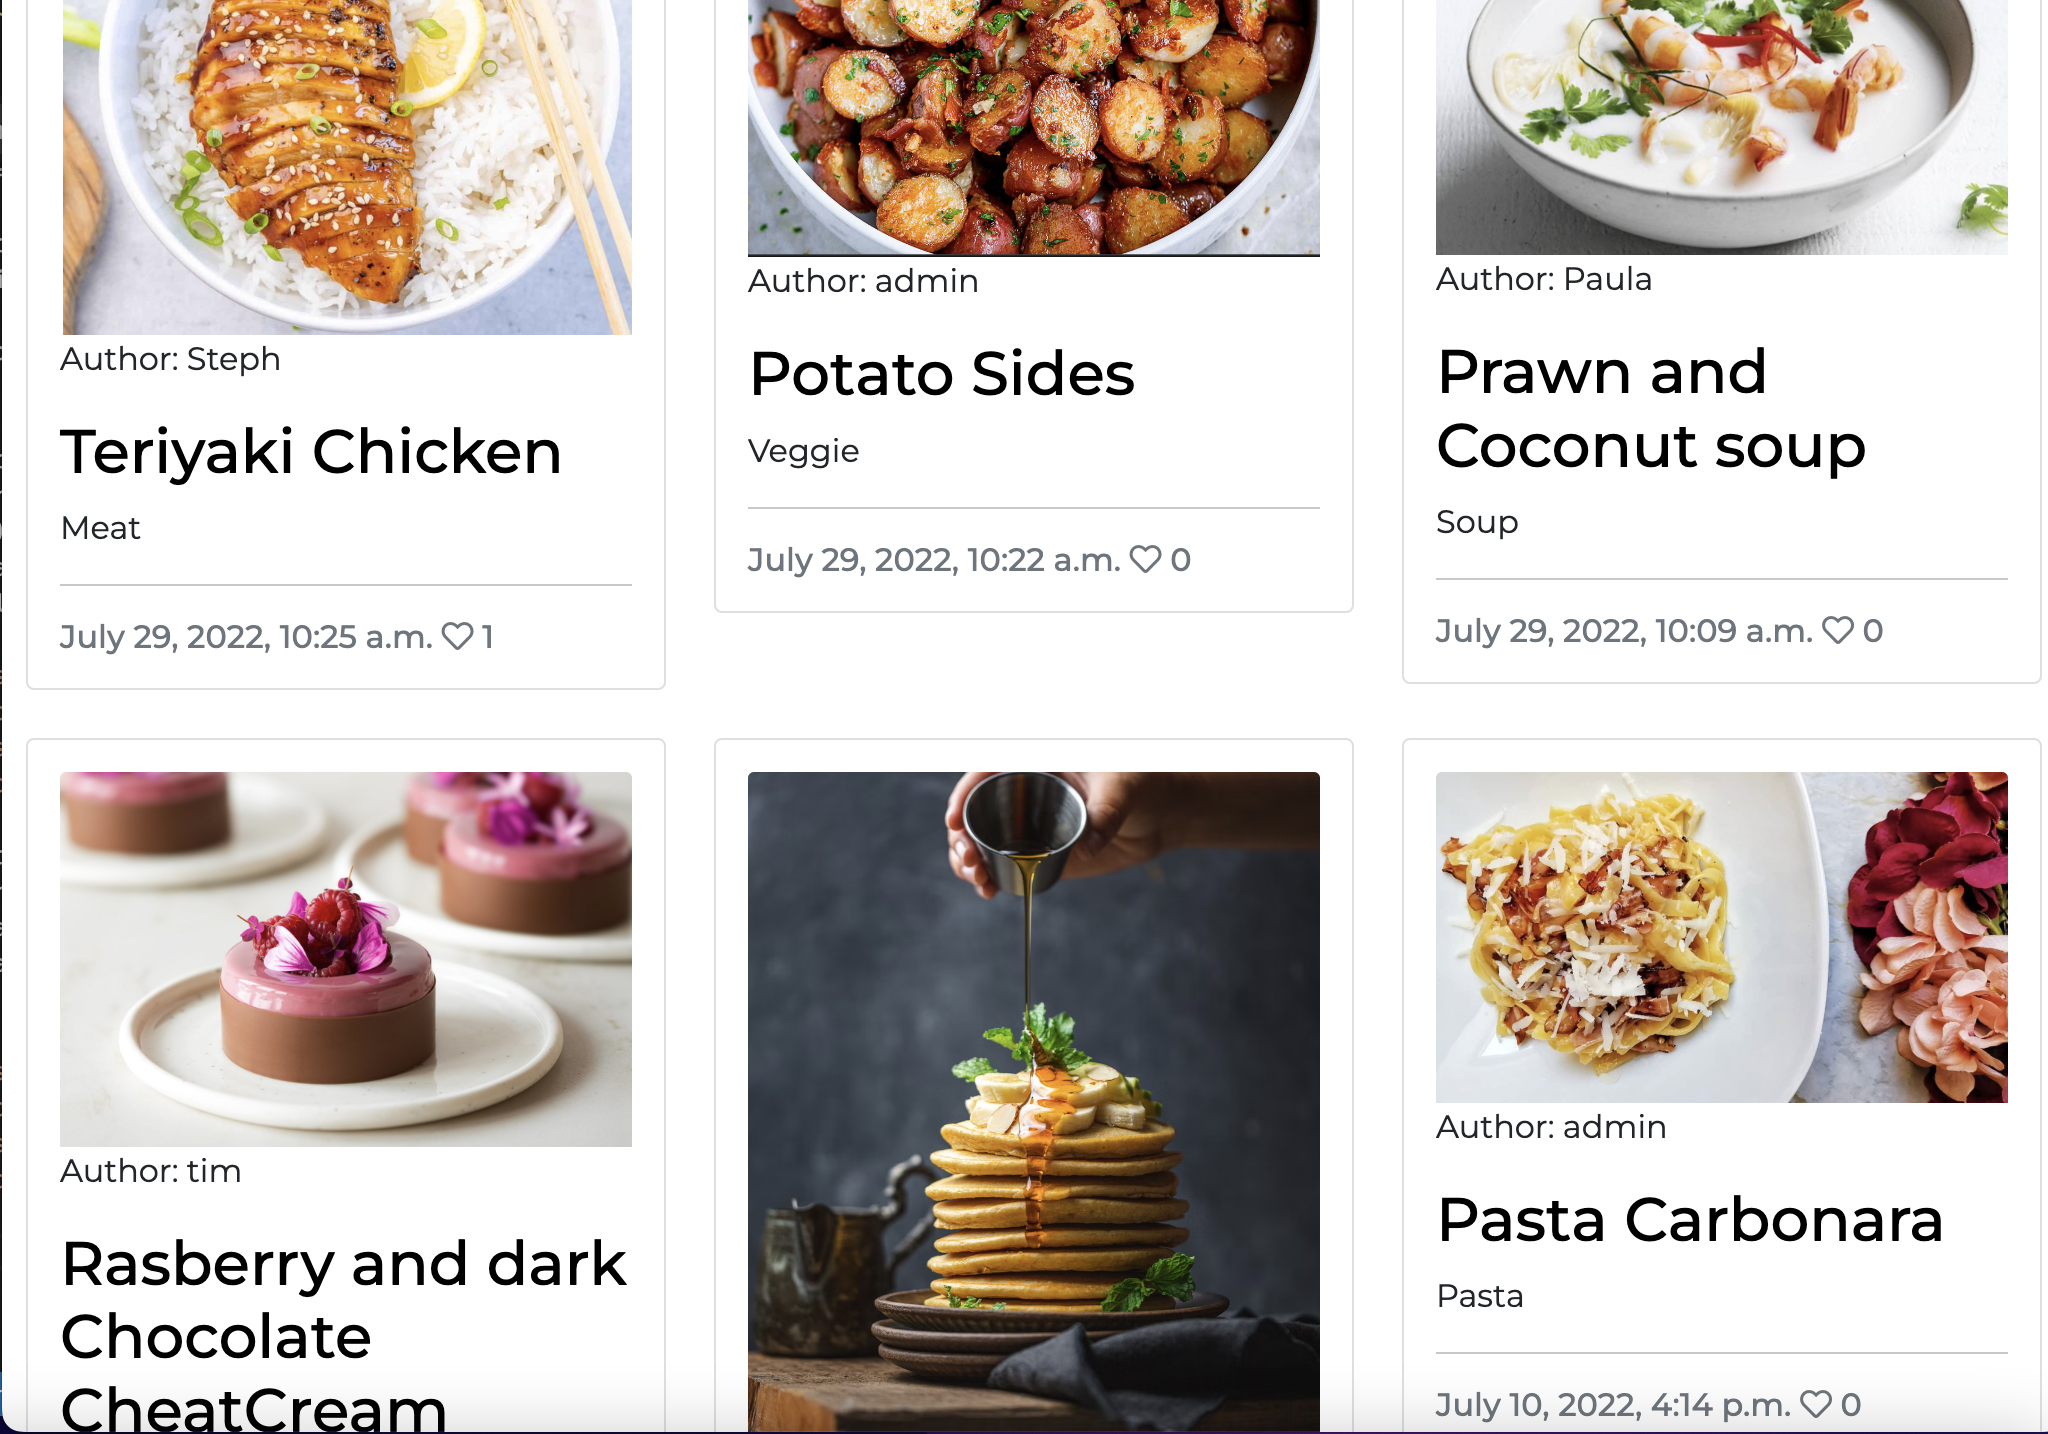 Author: Steph
Teriyaki Chicken
Meat
July 29, 2022, 10:25 a.m. 1
Author: admin
Potato Sides
Veggie
July 29, 2022, 10:22 a.m. 0
Author: Paula
Prawn and
Coconut soup
Soup
July 29, 2022, 10:09 a.m. 0
Author: tim
Rasberry and dark
Chocolate
CheatCream
Author: admin
Pasta Carbonara
Pasta
July 10, 2022, 4:14 p.m. 0